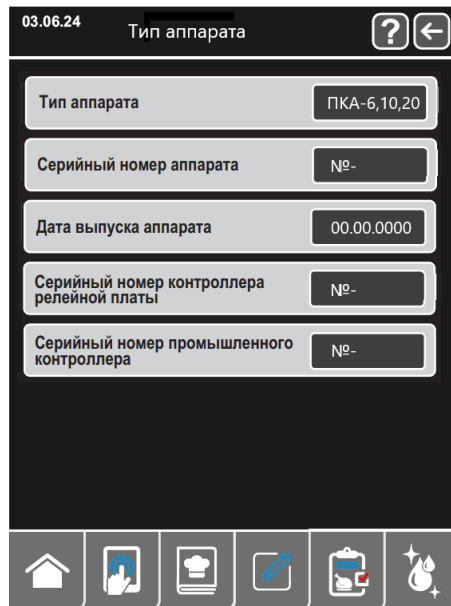 03.06.24
Тип аппарата
?
Тип аппарата
ПКА-6,10,20
Серийный номер аппарата
№-
Дата выпуска аппарата
00.00.0000
Серийный номер контроллера
релейной платы
№-
Серийный номер промышленного
контроллера
№-